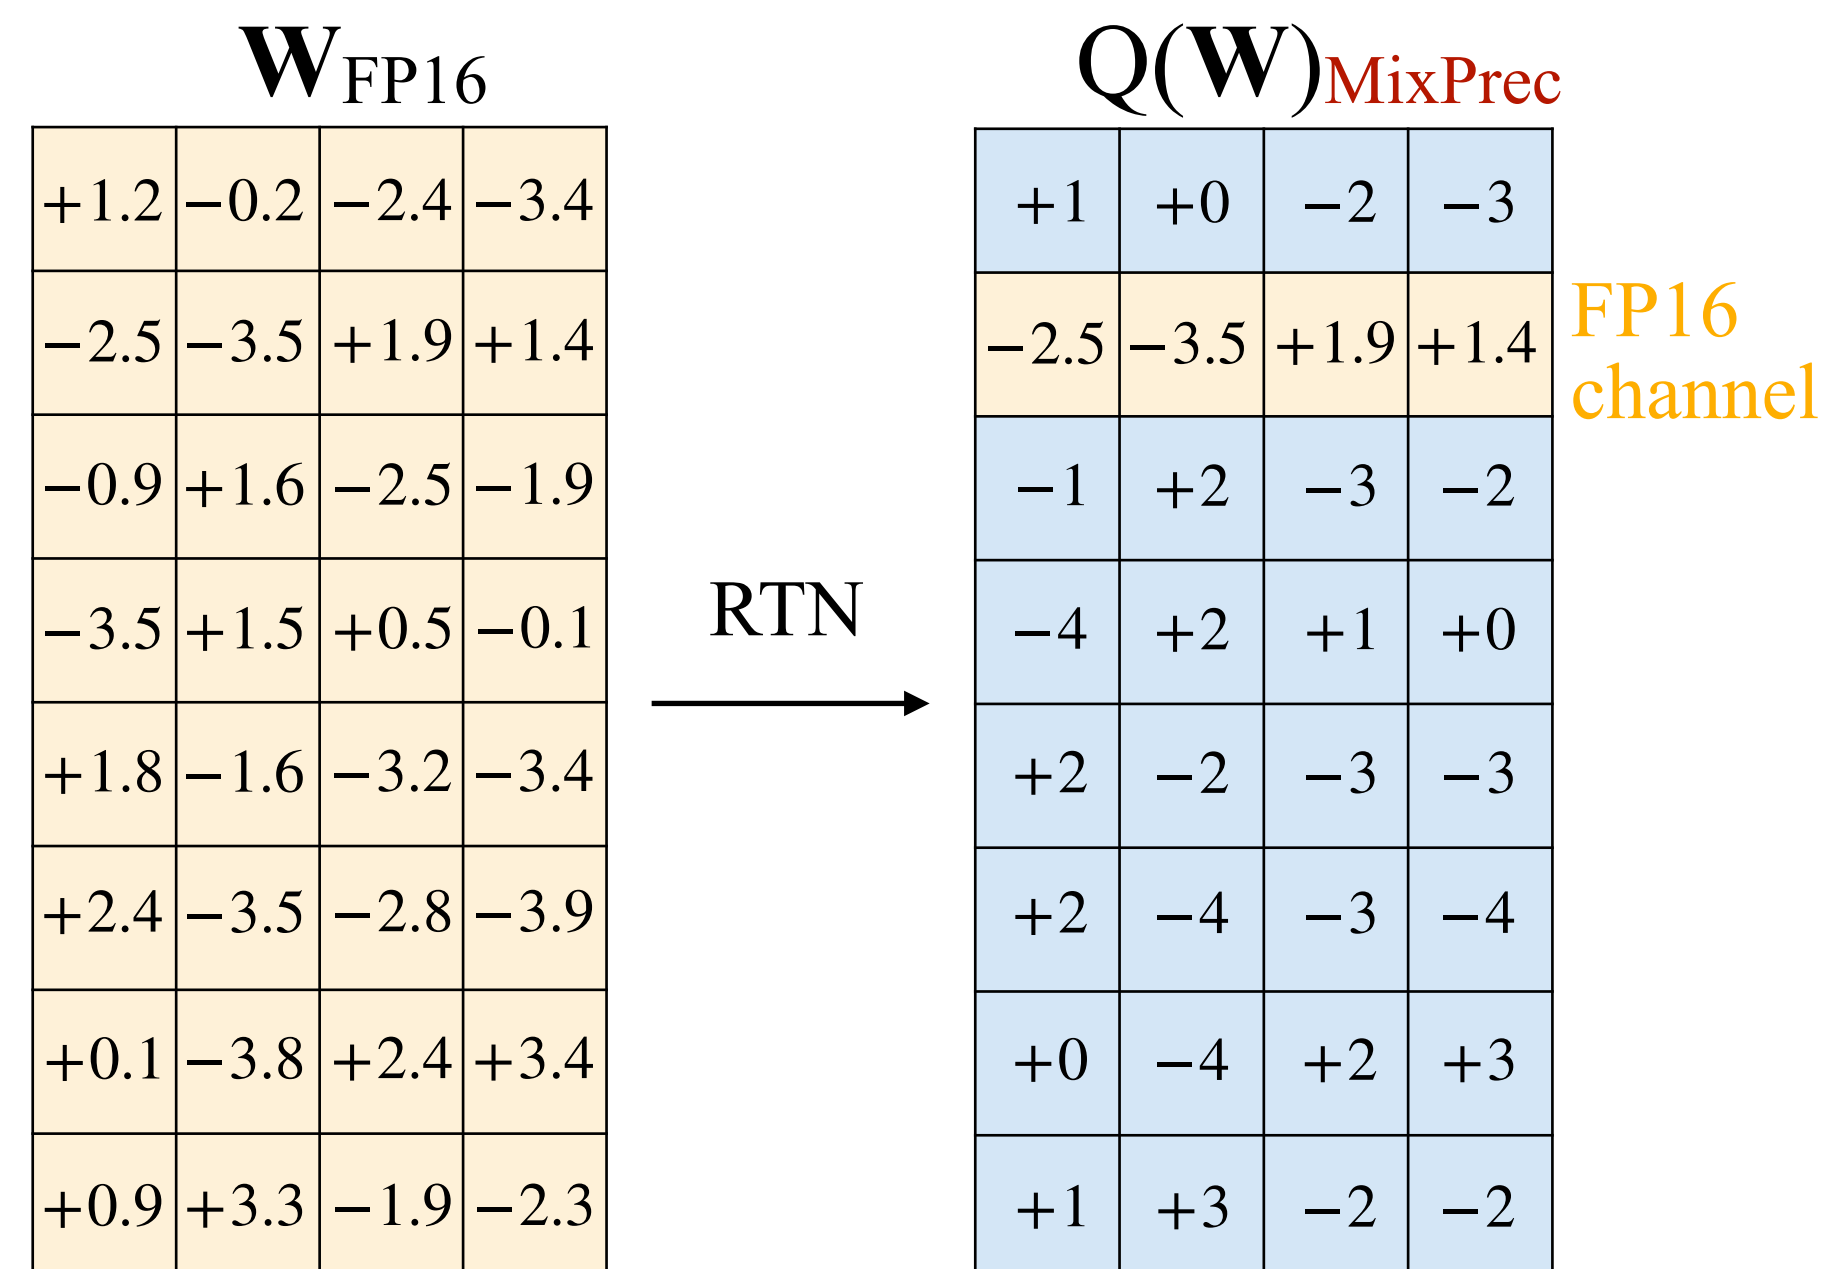 W FP16
Q(W) MixPrec
+1.2 −0.2 −2.4 −3.4
−2.5 −3.5 +1.9 +1.4
−0.9 +1.6 −2.5 −1.9
−3.5 +1.5 +0.5 −0.1
+1.8 −1.6 −3.2 −3.4
+2.4 −3.5 −2.8 −3.9
+0.1 −3.8 +2.4 +3.4
+0.9 +3.3 −1.9 −2.3
RTN
+1 +0 −2 −3
−2.5 −3.5 +1.9 +1.4
−1 +2 −3 −2
−4 +2 +1 +0
+2 −2 −3 −3
+2 −4 −3 −4
+0 −4 +2 +3
+1 +3 −2 −2
FP16
channel